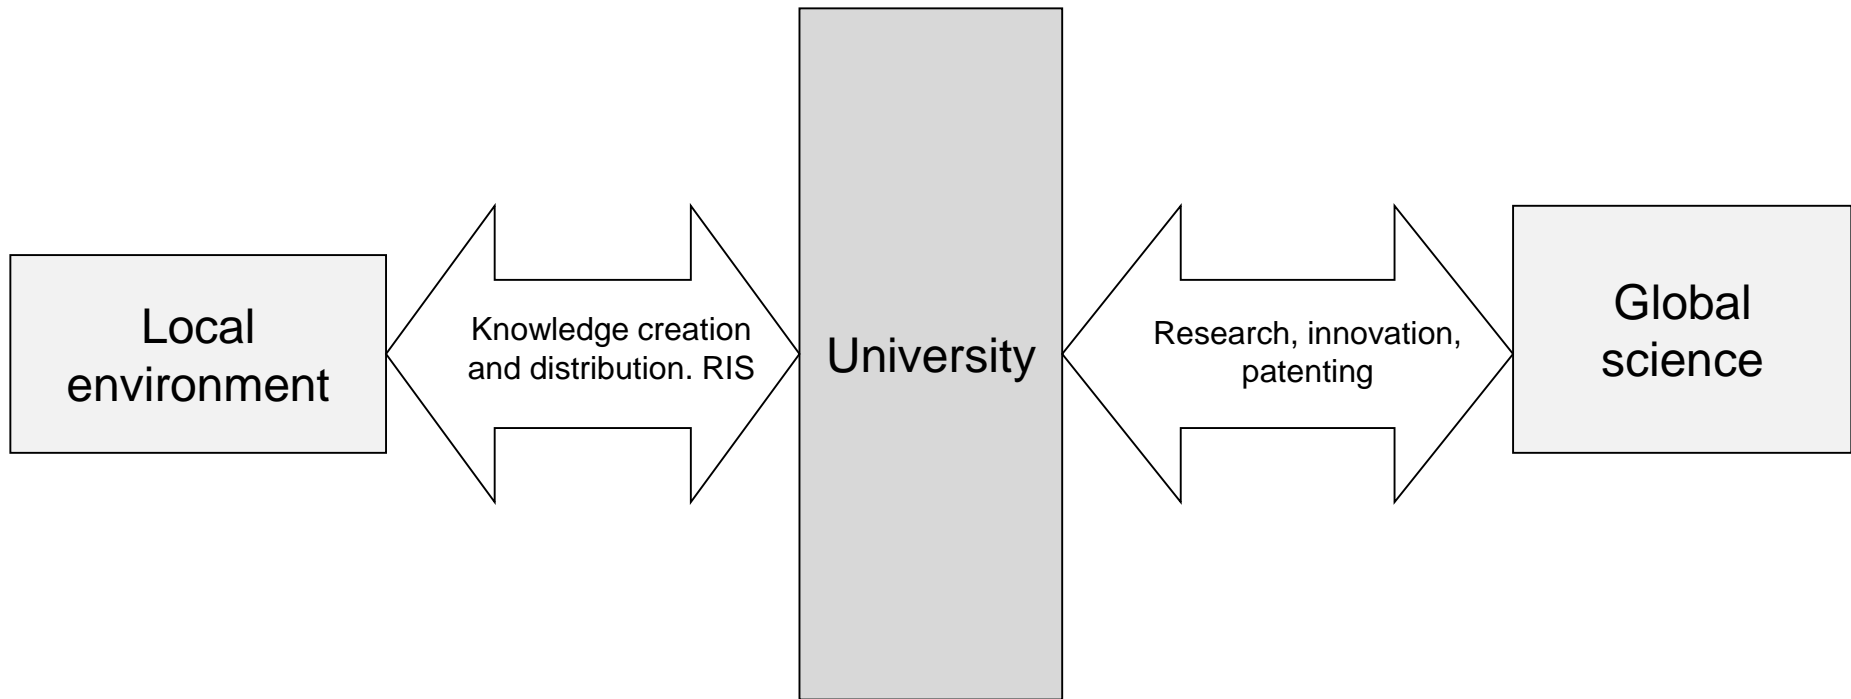 Local
environment
Knowledge creation
and distribution. RIS
University
Research, innovation,
patenting
Global
science